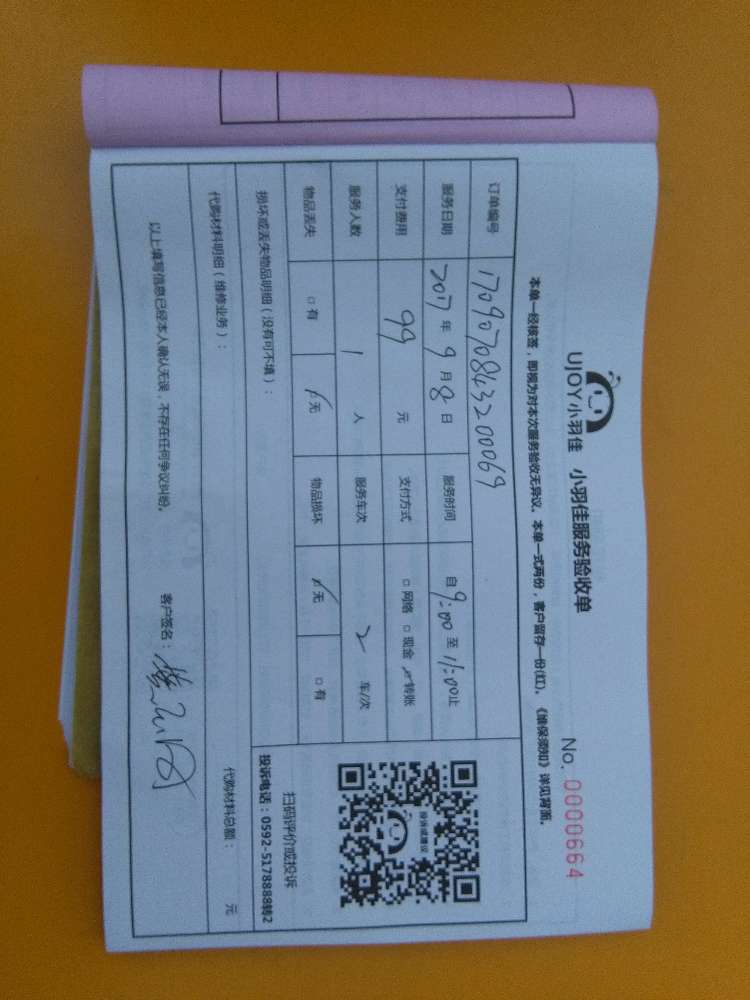 UJOY小羽佳 小羽佳服务验收单
No. 0000664
本单一经核签，即视为对本次服务验收无异议。本单一式两份，客户留存一份(红)。《维保须知》详见背面。
订单编号 170907084320069
服务日期 2017 年 9 月 8 日 服务时间 自 9:00 至 11:00 止
支付费用 99 元 支付方式 □ 网络 □ 现金 ☑ 转账
服务人数 1 人 服务车次 2 车/次
物品丢失 □ 有 ☑ 无 物品损坏 ☑ 无 □ 有
投诉或建议
扫码评价或投诉
投诉电话：0592-5178888转2
损坏或丢失物品明细（没有可不填）：
代购材料明细（维修业务）： 代购材料总额： 元
以上填写信息已经本人确认无误，不存在任何争议纠纷。 客户签名：